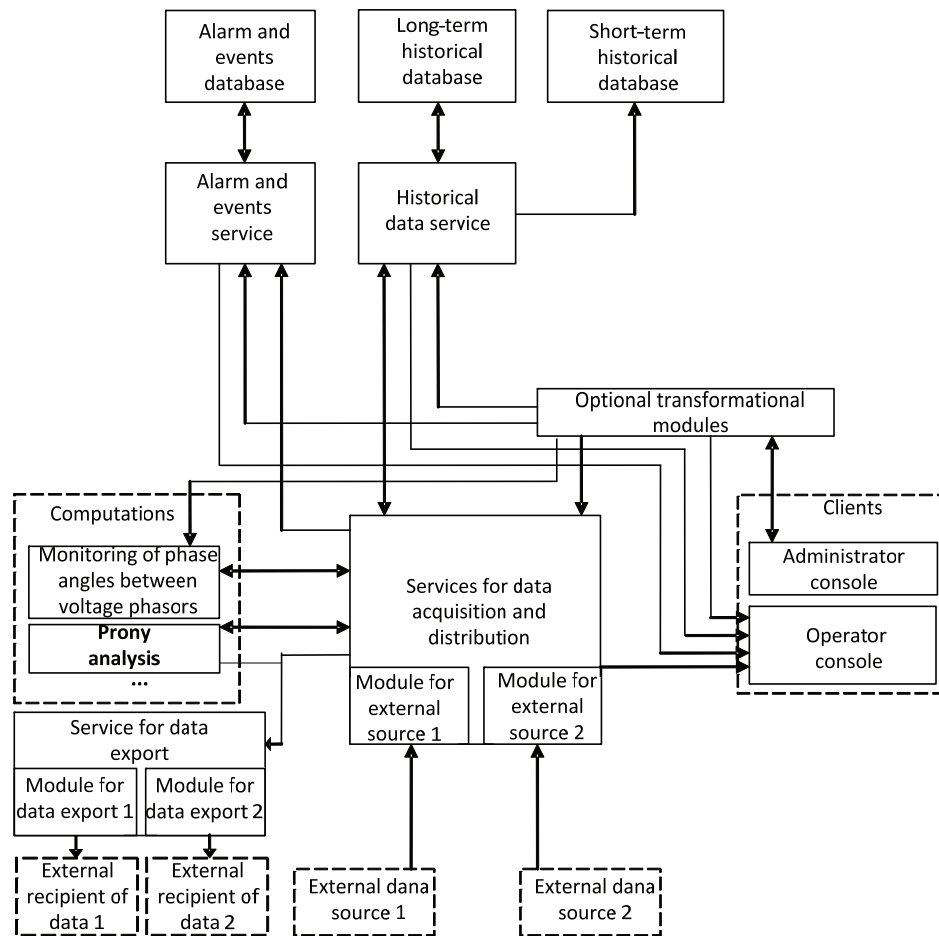 Alarm and
events
database
Long-term
historical
database
Short-term
historical
database
Alarm and
events
service
Historical
data service
Optional transformational
modules
Computations
Monitoring of phase
angles between
voltage phasors
Prony
analysis
...
Services for data
acquisition and
distribution
Module for
external
source 1
Module for
external
source 2
Clients
Administrator
console
Operator
console
Service for data
export
Module for
data export 1
Module for
data export 2
External
recipient of
data 1
External
recipient of
data 2
External dana
source 1
External dana
source 2